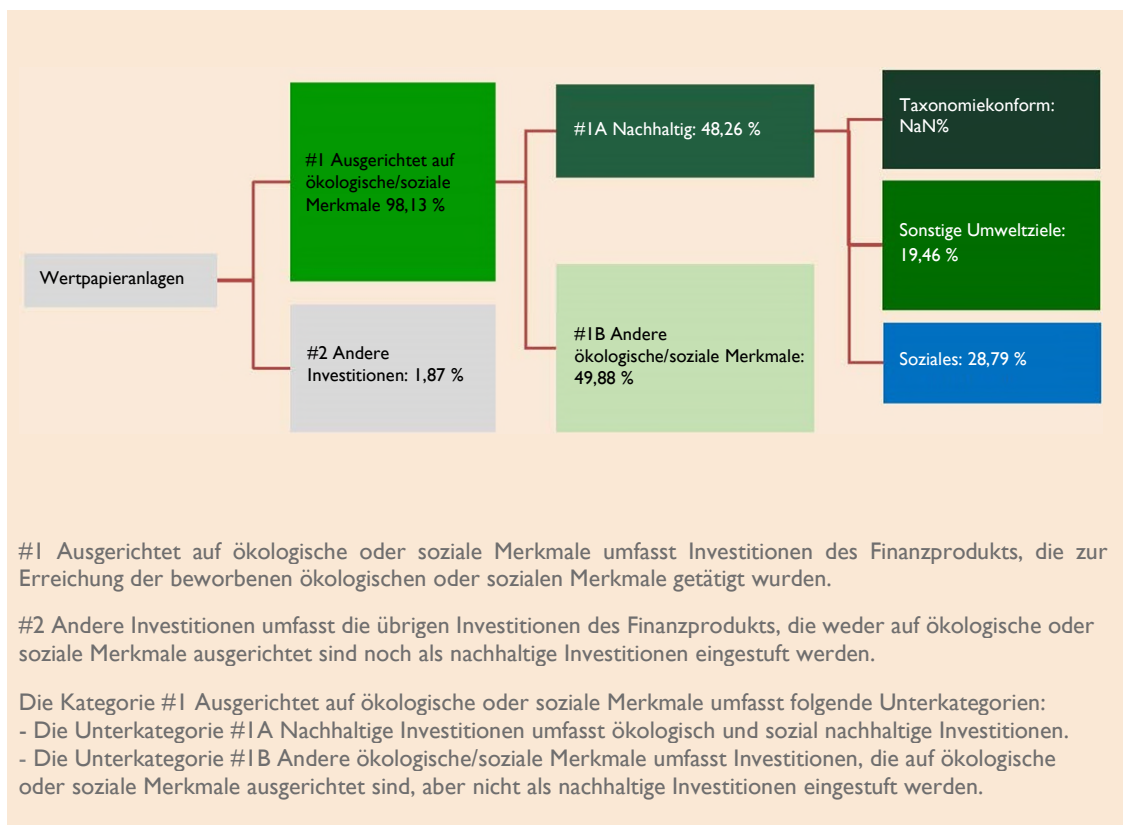 Wertpapieranlagen
#1 Ausgerichtet auf
ökologische/soziale
Merkmale 98,13 %
#2 Andere
Investitionen: 1,87 %
#1A Nachhaltig: 48,26 %
#1B Andere
ökologische/soziale Merkmale:
49,88 %
Taxonomiekonform:
NaN%
Sonstige Umweltziele:
19,46 %
Soziales: 28,79 %
#1 Ausgerichtet auf ökologische oder soziale Merkmale umfasst Investitionen des Finanzprodukts, die zur
Erreichung der beworbenen ökologischen oder sozialen Merkmale getätigt wurden.
#2 Andere Investitionen umfasst die übrigen Investitionen des Finanzprodukts, die weder auf ökologische oder
soziale Merkmale ausgerichtet sind noch als nachhaltige Investitionen eingestuft werden.
Die Kategorie #1 Ausgerichtet auf ökologische oder soziale Merkmale umfasst folgende Unterkategorien:
- Die Unterkategorie #1A Nachhaltige Investitionen umfasst ökologisch und sozial nachhaltige Investitionen.
- Die Unterkategorie #1B Andere ökologische/soziale Merkmale umfasst Investitionen, die auf ökologische
oder soziale Merkmale ausgerichtet sind, aber nicht als nachhaltige Investitionen eingestuft werden.